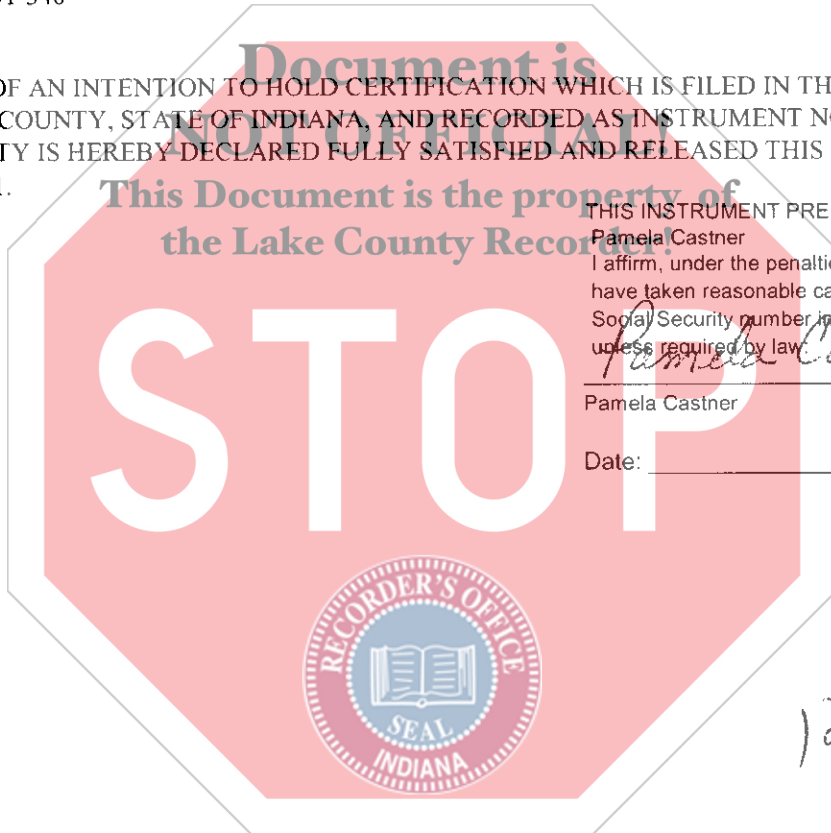 Document is
OF AN INTENTION TO HOLD CERTIFICATION WHICH IS FILED IN TH
COUNTY, STATE OF INDIANA, AND RECORDED AS INSTRUMENT N
NOT OFFICIAL!
TY IS HEREBY DECLARED FULLY SATISFIED AND RELEASED THIS
This Document is the property of
the Lake County Recorder!
THIS INSTRUMENT PRE
Pamela Castner
I affirm, under the penaltie
have taken reasonable ca
Social Security number in
unless required by law.
Pamela C
Pamela Castner
Date:
STOP
RECORDER'S OFFICE
SEAL
INDIANA